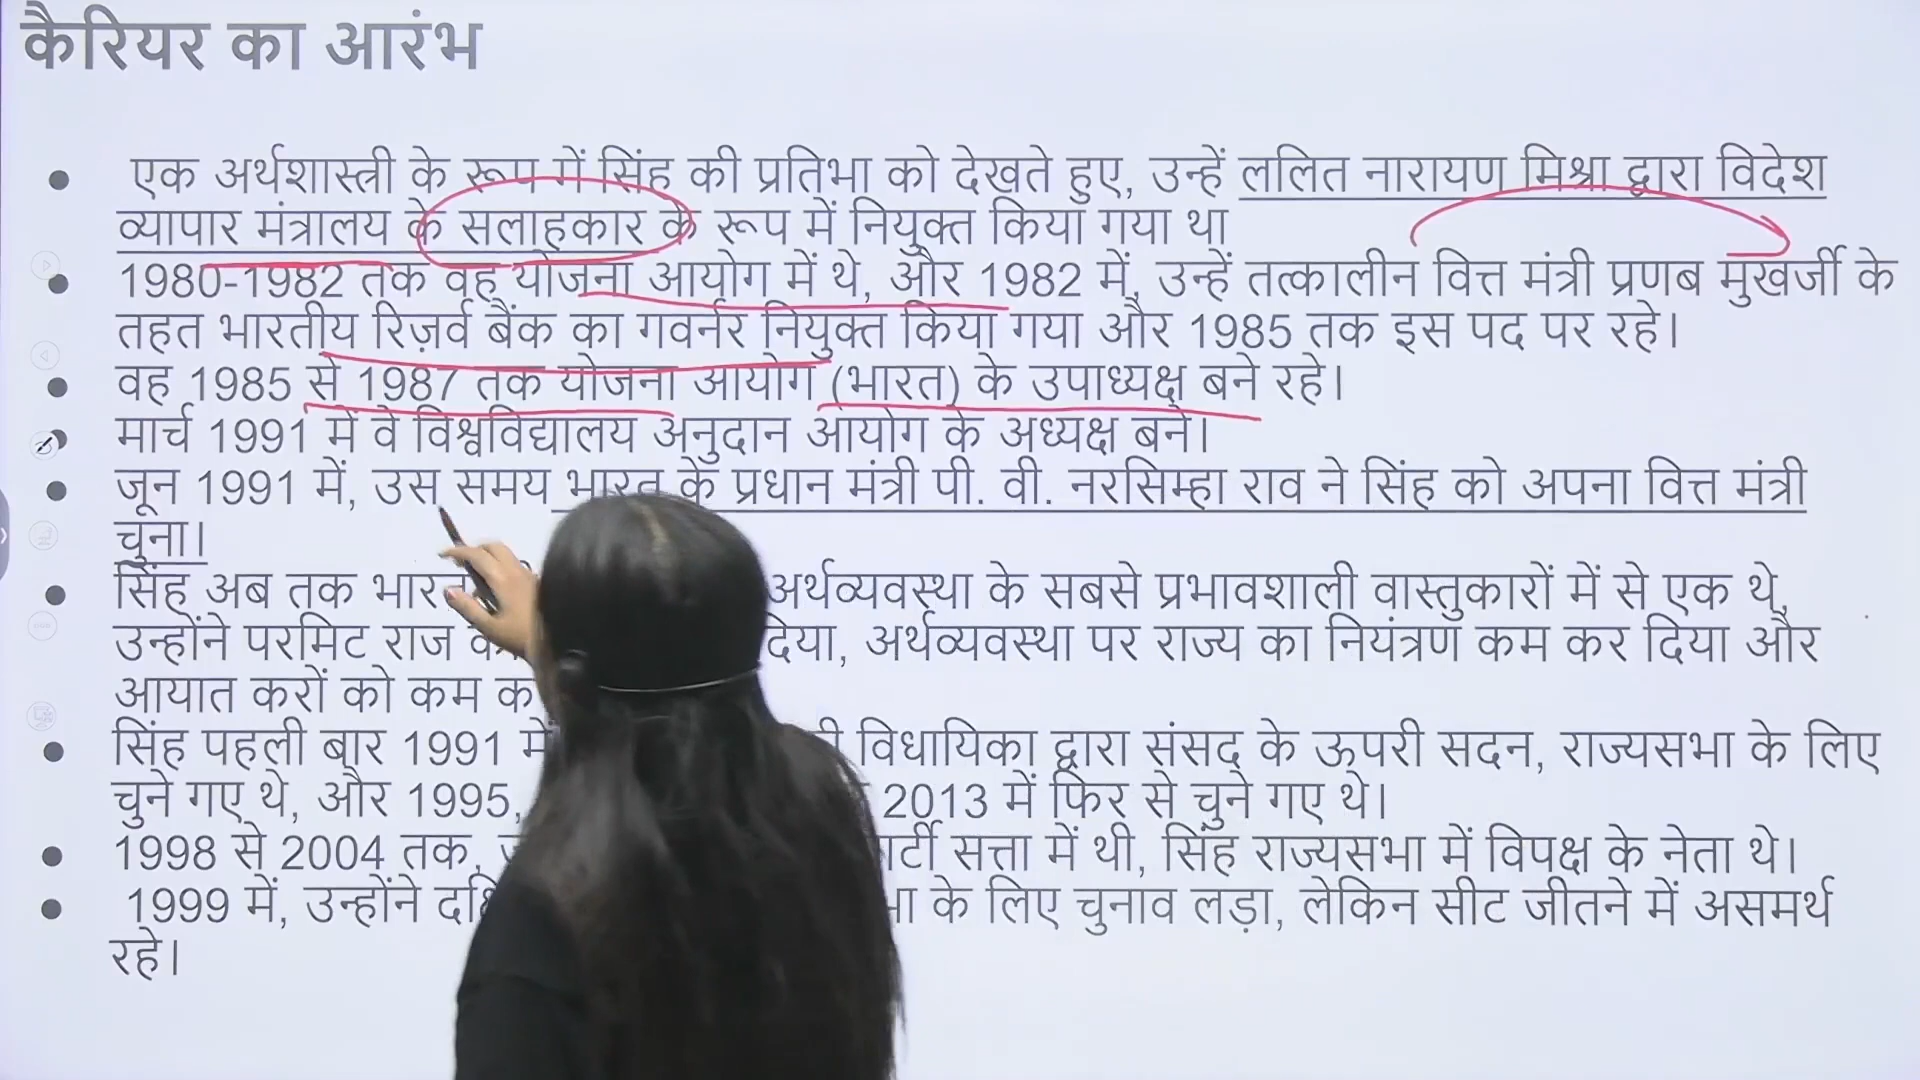 कैरियर का आरंभ
एक अर्थशास्त्री के रूप में सिंह की प्रतिभा को देखते हुए, उन्हें ललित नारायण मिश्रा द्वारा विदेश
व्यापार मंत्रालय के सलाहकार के रूप में नियुक्त किया गया था
1980-1982 तक वह योजना आयोग में थे, और 1982 में, उन्हें तत्कालीन वित्त मंत्री प्रणब मुखर्जी के
तहत भारतीय रिज़र्व बैंक का गवर्नर नियुक्त किया गया और 1985 तक इस पद पर रहे।
वह 1985 से 1987 तक योजना आयोग (भारत) के उपाध्यक्ष बने रहे।
मार्च 1991 में वे विश्वविद्यालय अनुदान आयोग के अध्यक्ष बने।
जून 1991 में, उस समय भारत के प्रधान मंत्री पी. वी. नरसिम्हा राव ने सिंह को अपना वित्त मंत्री
चुना।
सिंह अब तक अर्थव्यवस्था के सबसे प्रभावशाली वास्तुकारों में से एक थे,
उन्होंने परमिट राज दिया, अर्थव्यवस्था पर राज्य का नियंत्रण कम कर दिया और
आयात करों को कम
सिंह पहली बार 1991 में विधायिका द्वारा संसद के ऊपरी सदन, राज्यसभा के लिए
चुने गए थे, और 1995, 2013 में फिर से चुने गए थे।
1998 से 2004 तक, सत्ता में थी, सिंह राज्यसभा में विपक्ष के नेता थे।
1999 में, उन्होंने के लिए चुनाव लड़ा, लेकिन सीट जीतने में असमर्थ
रहे।